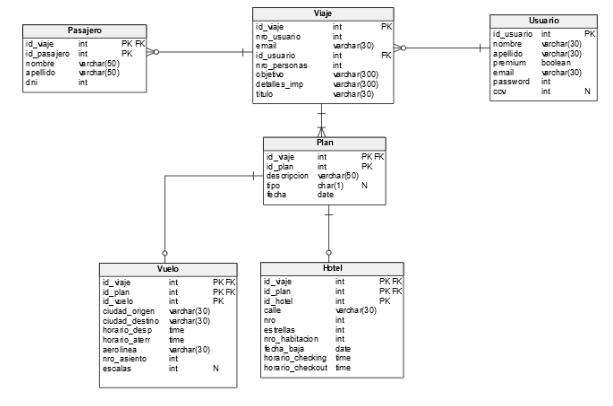 Pasajero
id_viaje int PK FK
id_pasajero int PK
nombre varchar(50)
apellido varchar(50)
dni int
Viaje
id_viaje int PK
nro_usuario int
email varchar(30)
id_usuario int FK
nro_personas int
objetivo varchar(300)
detalles_imp varchar(300)
titulo varchar(30)
Usuario
id_usuario int PK
nombre varchar(30)
apellido varchar(30)
premium boolean
email varchar(30)
password int
ccv int N
Plan
id_viaje int PK FK
id_plan int PK
descripcion varchar(50)
tipo char(1) N
fecha date
Vuelo
id_viaje int PK FK
id_plan int PK FK
id_vuelo int PK
ciudad_origen varchar(30)
ciudad_destino varchar(30)
horario_desp time
horario_aterr time
aerolinea varchar(30)
nro_asiento int
escalas int N
Hotel
id_viaje int PK FK
id_plan int PK FK
id_hotel int PK
calle varchar(30)
nro int
estrellas int
nro_habitacion int
fecha_baja date
horario_checking time
horario_checkout time